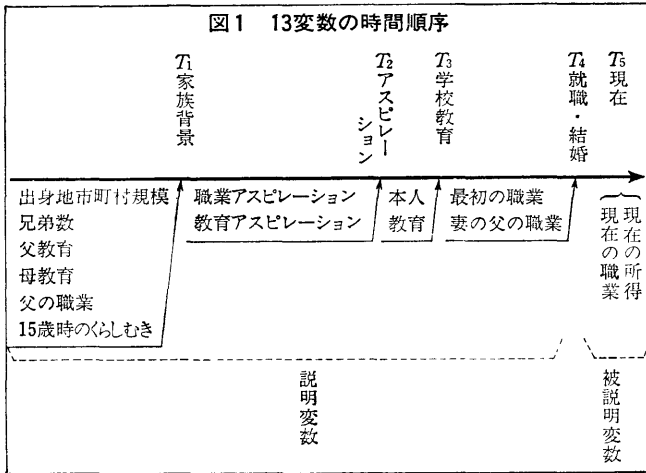 図1 13変数の時間順序
T1 家族背景
T2 アスピレーション
T3 学校教育
T4 就職・結婚
T5 現在
出身地市町村規模
兄弟数
父教育
母教育
父の職業
15歳時のくらしむき
職業アスピレーション
教育アスピレーション
本人
教育
最初の職業
妻の父の職業
現在の所得
現在の職業
説明変数
被説明変数